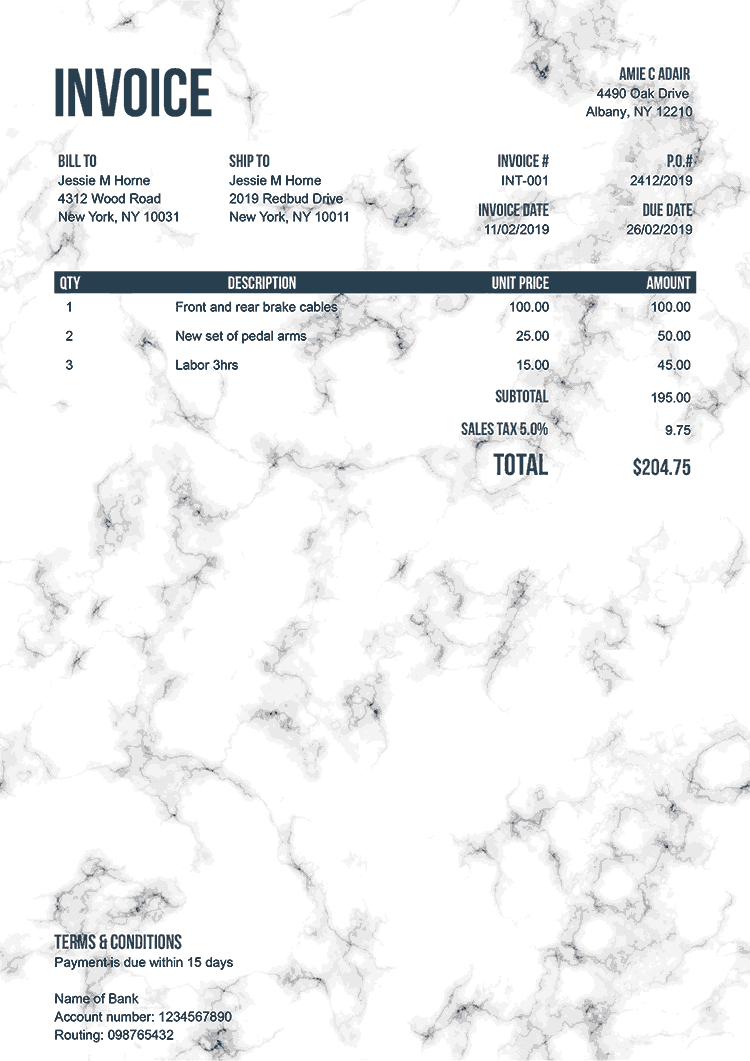 INVOICE
AMIE C ADAIR
4490 Oak Drive
Albany, NY 12210
BILL TO
Jessie M Horne
4312 Wood Road
New York, NY 10031
SHIP TO
Jessie M Horne
2019 Redbud Drive
New York, NY 10011
INVOICE # P.O.#
INT-001 2412/2019
INVOICE DATE DUE DATE
11/02/2019 26/02/2019
QTY DESCRIPTION UNIT PRICE AMOUNT
1 Front and rear brake cables 100.00 100.00
2 New set of pedal arms 25.00 50.00
3 Labor 3hrs 15.00 45.00
SUBTOTAL 195.00
SALES TAX 5.0% 9.75
TOTAL $204.75
TERMS & CONDITIONS
Payment is due within 15 days
Name of Bank
Account number: 1234567890
Routing: 098765432